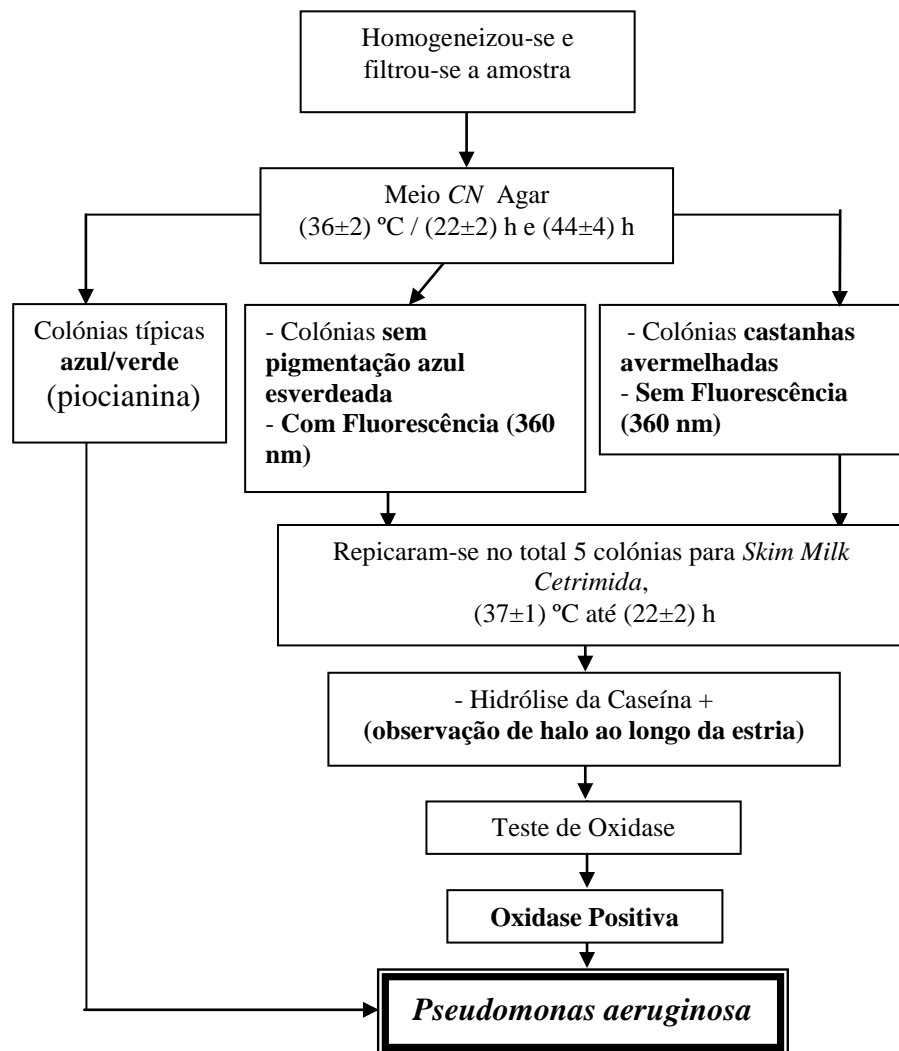 Homogeneizou-se e
filtrou-se a amostra
Meio CN Agar
(36±2) ºC / (22±2) h e (44±4) h
Colónias típicas
azul/verde
(piocianina)
- Colónias sem
pigmentação azul
esverdeada
- Com Fluorescência (360
nm)
- Colónias castanhas
avermelhadas
- Sem Fluorescência
(360 nm)
Repicaram-se no total 5 colónias para Skim Milk
Cetrimida,
(37±1) ºC até (22±2) h
- Hidrólise da Caseína +
(observação de halo ao longo da estria)
Teste de Oxidase
Oxidase Positiva
Pseudomonas aeruginosa